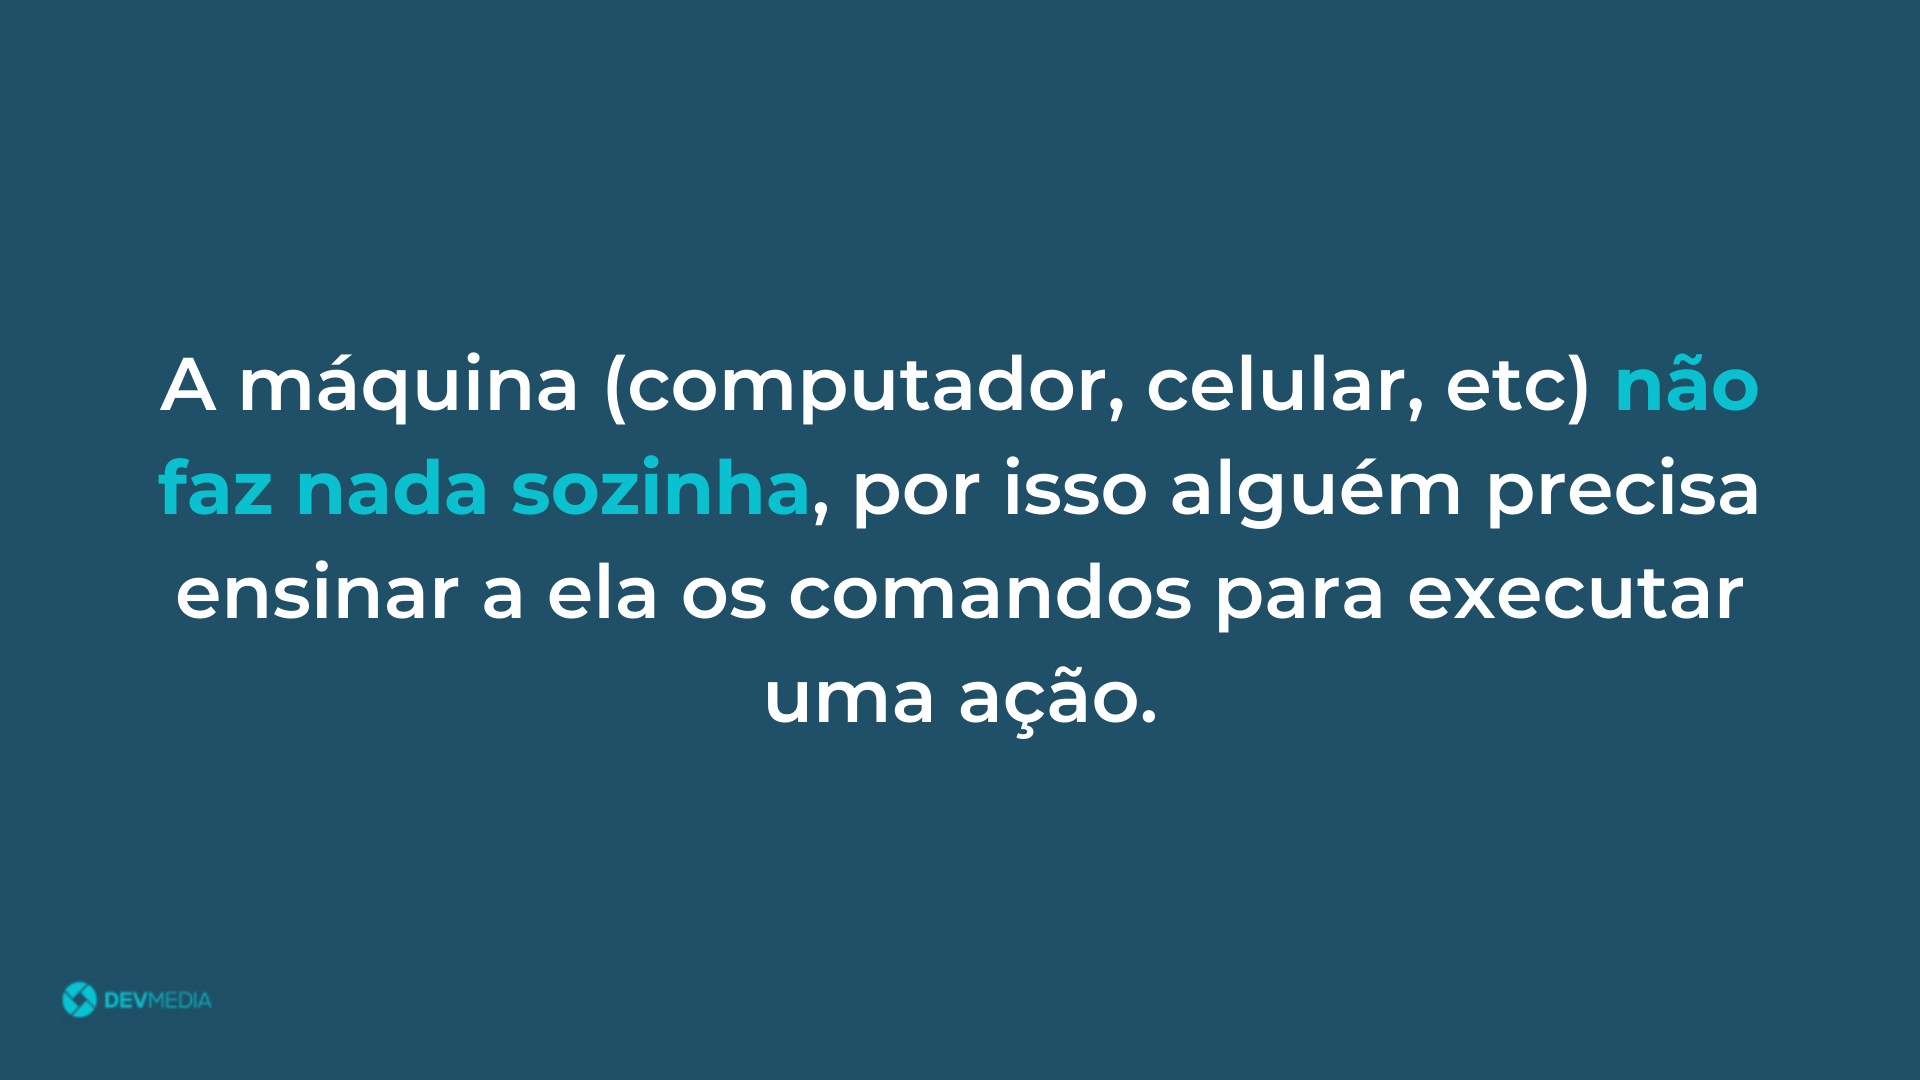 A máquina (computador, celular, etc) não
faz nada sozinha, por isso alguém precisa
ensinar a ela os comandos para executar
uma ação.
DEVMEDIA